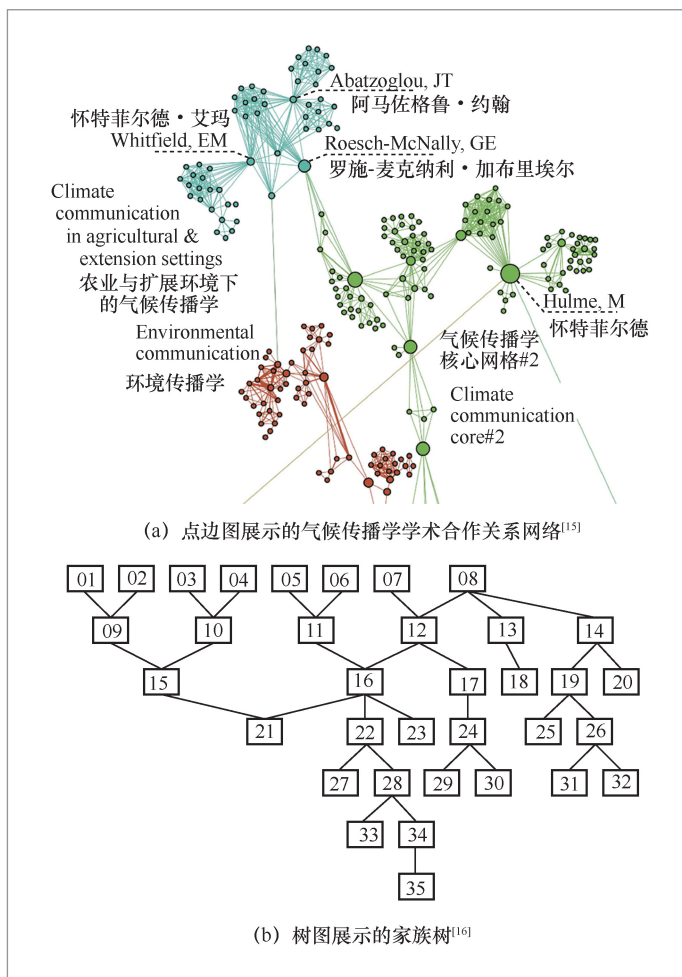 Abatzoglou, JT
阿马佐格鲁·约翰
怀特菲尔德·艾玛
Whitfield, EM
Roesch-McNally, GE
罗施-麦克纳利·加布里埃尔
Climate
communication
in agricultural &
extension settings
农业与扩展环境下
的气候传播学
Hulme, M
怀特菲尔德
Environmental
communication
环境传播学
气候传播学
核心网格#2
Climate
communication
core#2
(a) 点边图展示的气候传播学学术合作关系网络[15]
01 02 03 04 05 06 07 08
09 10 11 12 13 14
15 16 17 18 19 20
21 22 23 24 25 26
27 28 29 30 31 32
33 34
35
(b) 树图展示的家族树[16]